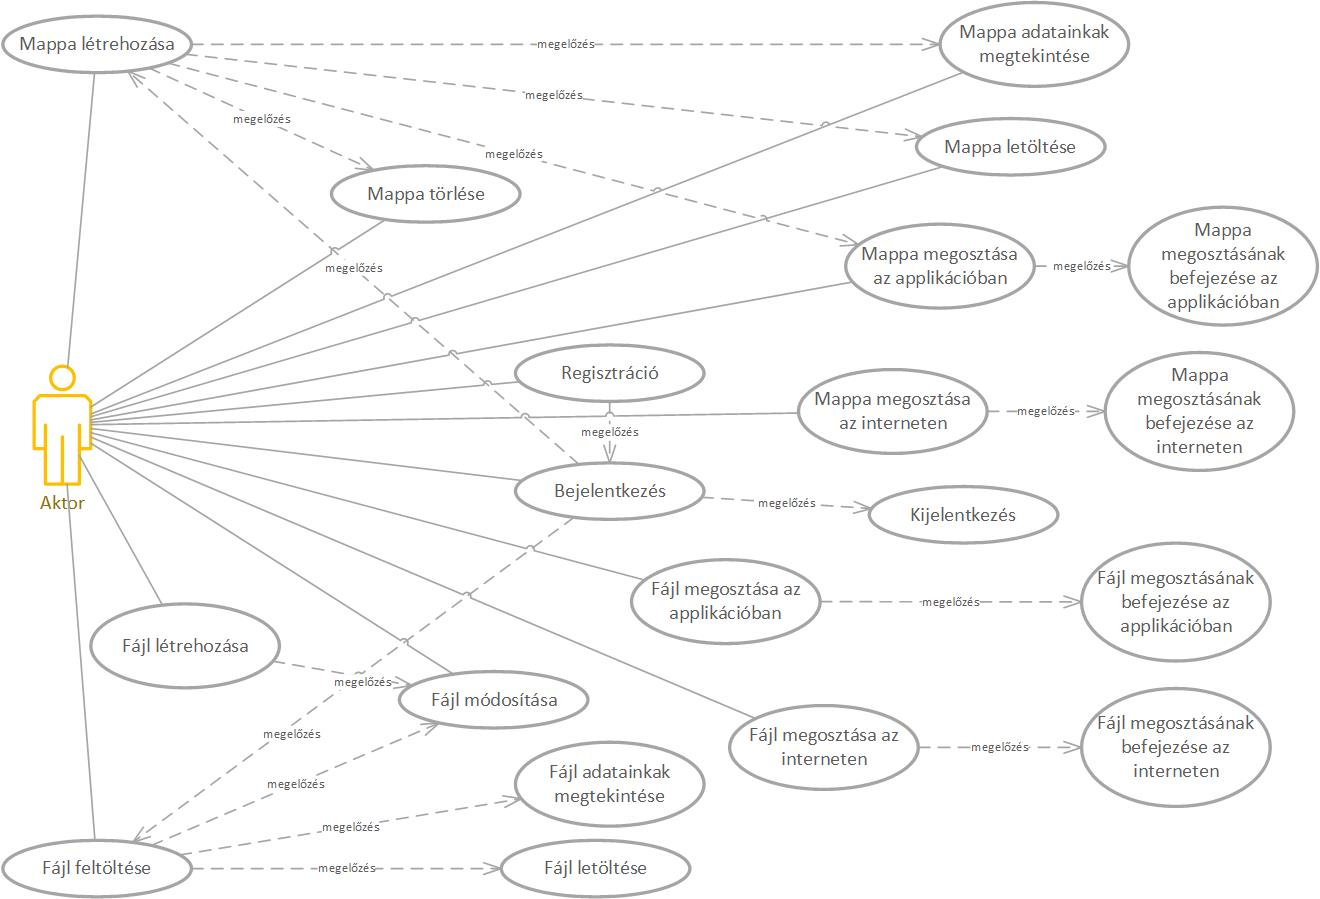 Mappa létrehozása
megelőzés
Mappa adatainkak
megtekintése
megelőzés
megelőzés
Mappa letöltése
megelőzés
Mappa törlése
Mappa megosztása
az applikációban
megelőzés
Mappa
megosztásának
befejezése az
applikációban
megelőzés
Regisztráció
Mappa megosztása
az interneten
megelőzés
Mappa
megosztásának
befejezése az
interneten
megelőzés
Bejelentkezés
megelőzés
Kijelentkezés
Aktor
Fájl megosztása az
applikációban
megelőzés
Fájl megosztásának
befejezése az
applikációban
Fájl létrehozása
megelőzés
Fájl módosítása
megelőzés
Fájl megosztása az
interneten
megelőzés
Fájl megosztásának
befejezése az
interneten
megelőzés
Fájl adatainkak
megtekintése
megelőzés
Fájl feltöltése
megelőzés
Fájl letöltése